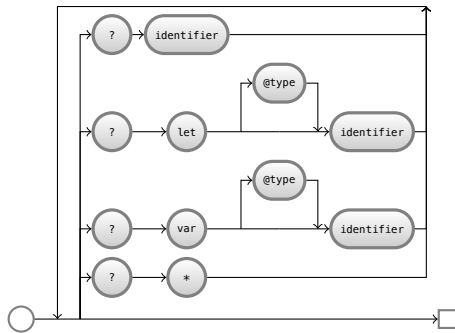 ? identifier
@type
? let identifier
@type
? var identifier
? *